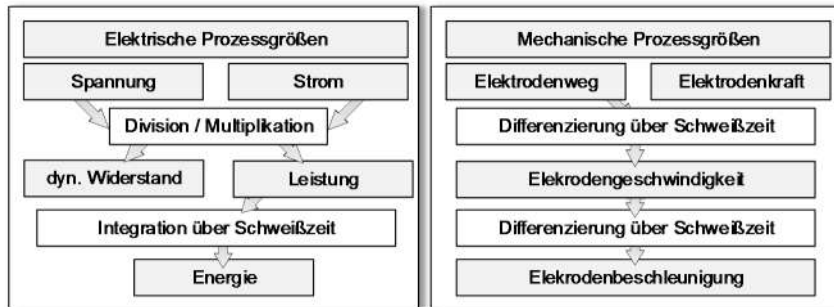 Elektrische Prozessgrößen
Spannung
Strom
Division / Multiplikation
dyn. Widerstand
Leistung
Integration über Schweißzeit
Energie
Mechanische Prozessgrößen
Elektrodenweg
Elektrodenkraft
Differenzierung über Schweißzeit
Elekrodengeschwindigkeit
Differenzierung über Schweißzeit
Elekrodenbeschleunigung